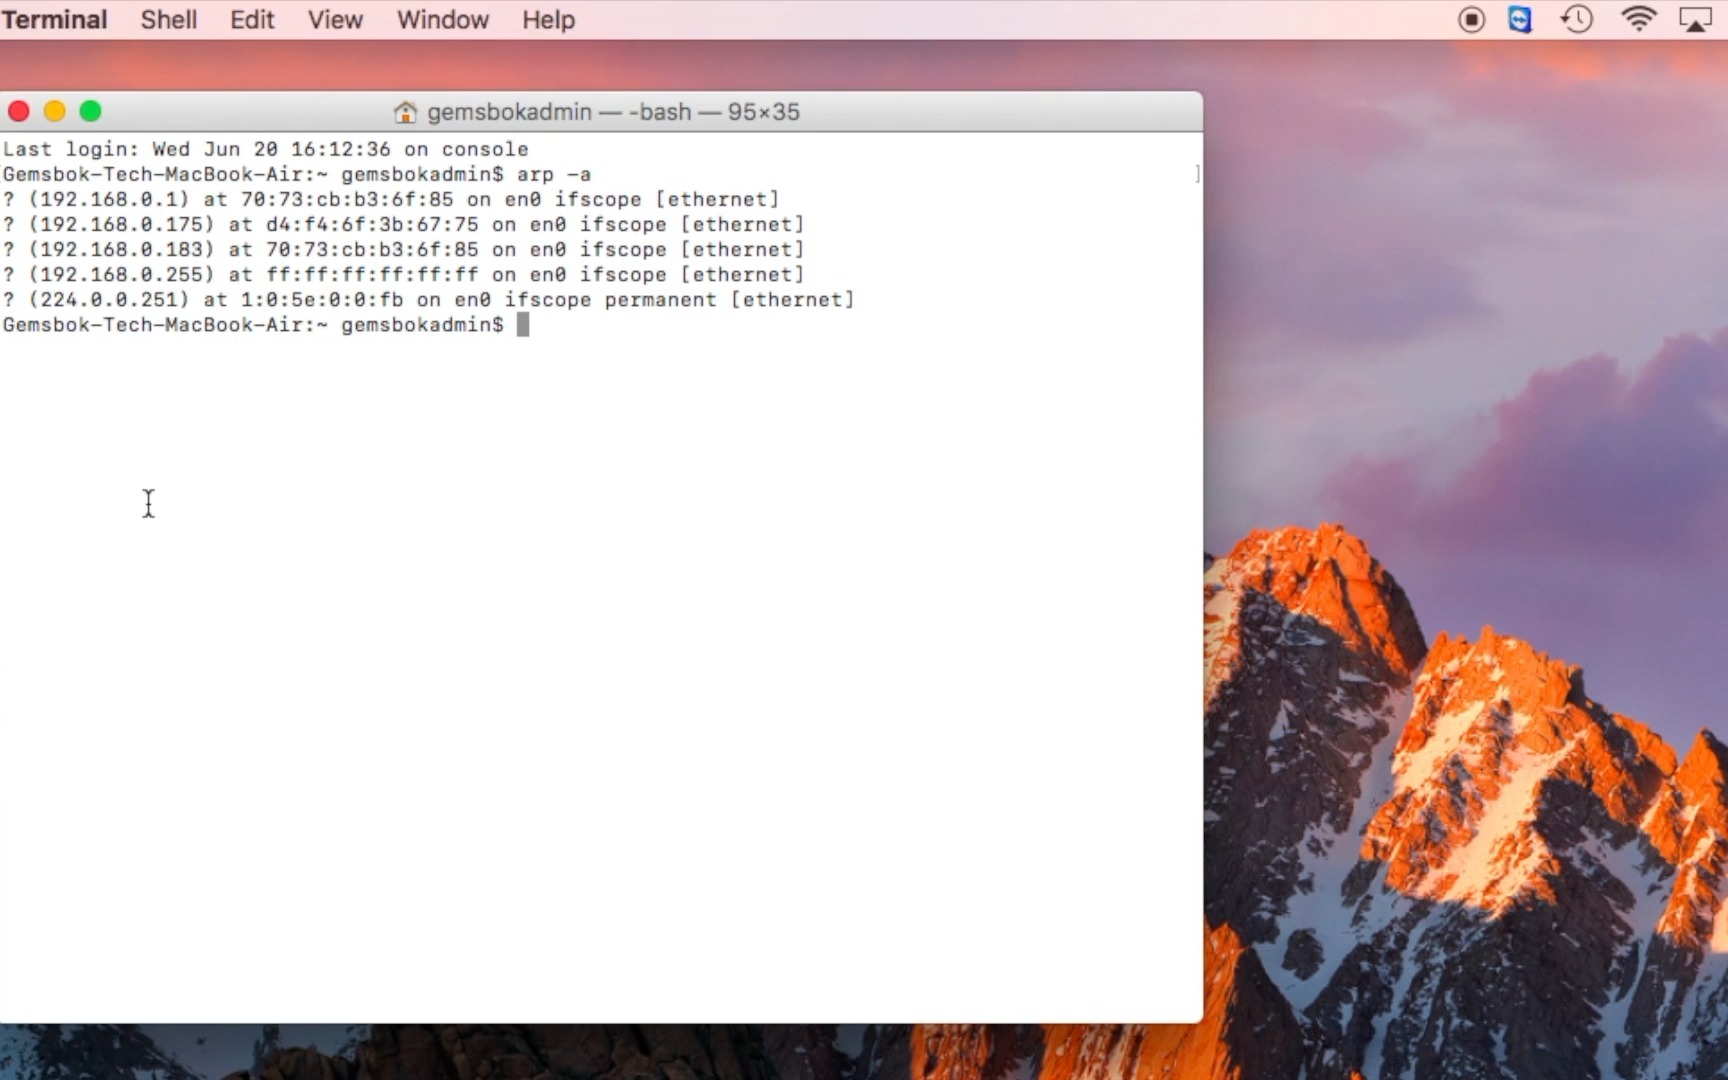 Terminal Shell Edit View Window Help
gemsbokadmin — -bash — 95×35
Last login: Wed Jun 20 16:12:36 on console
[Gemsbok-Tech-MacBook-Air:~ gemsbokadmin$ arp -a ]
? (192.168.0.1) at 70:73:cb:b3:6f:85 on en0 ifscope [ethernet]
? (192.168.0.175) at d4:f4:6f:3b:67:75 on en0 ifscope [ethernet]
? (192.168.0.183) at 70:73:cb:b3:6f:85 on en0 ifscope [ethernet]
? (192.168.0.255) at ff:ff:ff:ff:ff:ff on en0 ifscope [ethernet]
? (224.0.0.251) at 1:0:5e:0:0:fb on en0 ifscope permanent [ethernet]
Gemsbok-Tech-MacBook-Air:~ gemsbokadmin$